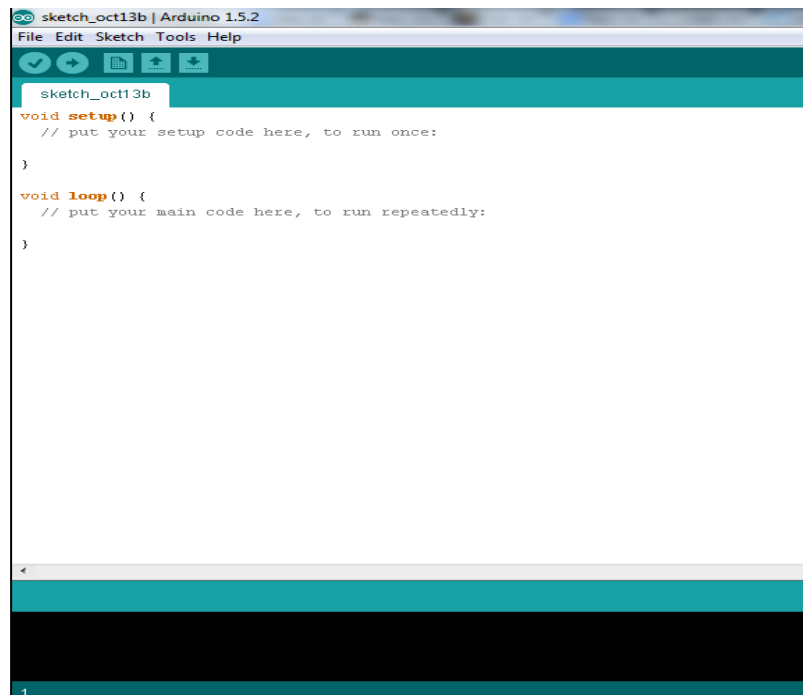 sketch_oct13b | Arduino 1.5.2
File Edit Sketch Tools Help
sketch_oct13b
void setup() {
  // put your setup code here, to run once:
}
void loop() {
  // put your main code here, to run repeatedly:
}
1